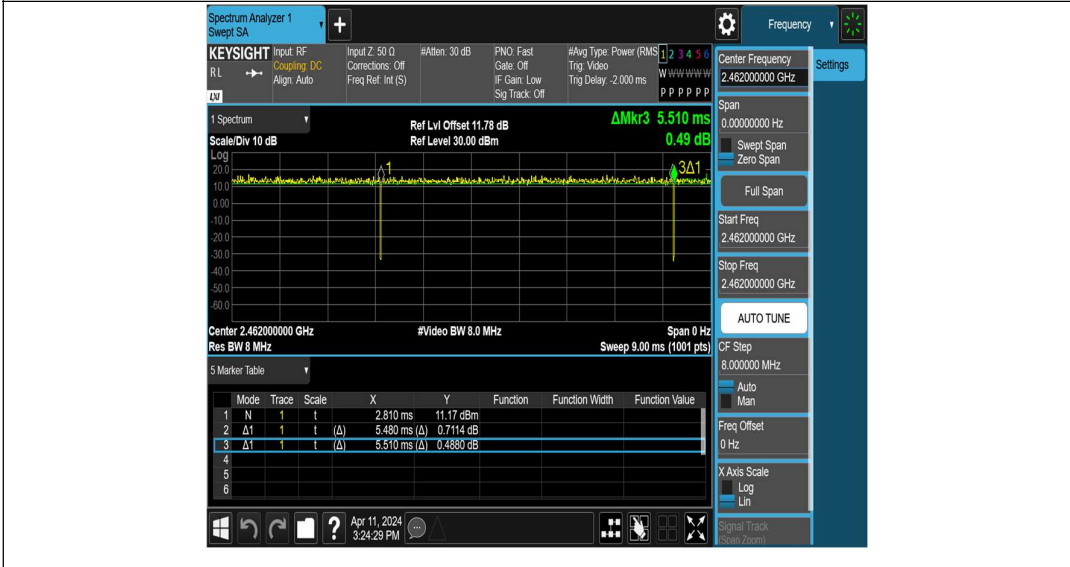 Spectrum Analyzer 1
Swept SA
+
Frequency
KEYSIGHT
RL
LXI
Input: RF
Coupling: DC
Align: Auto
Input Z: 50 Ω
Corrections: Off
Freq Ref: Int (S)
#Atten: 30 dB
PNO: Fast
Gate: Off
IF Gain: Low
Sig Track: Off
#Avg Type: Power (RMS
Trig: Video
Trig Delay: -2.000 ms
1 2 3 4 5 6
W W W W W W
P P P P P P
1 Spectrum
Scale/Div 10 dB
Ref Lvl Offset 11.78 dB
Ref Level 30.00 dBm
ΔMkr3 5.510 ms
0.49 dB
Log
20.0
10.0
0.00
-10.0
-20.0
-30.0
-40.0
-50.0
-60.0
1
3Δ1
Center 2.462000000 GHz
#Video BW 8.0 MHz
Span 0 Hz
Res BW 8 MHz
Sweep 9.00 ms (1001 pts)
5 Marker Table
Mode Trace Scale X Y Function Function Width Function Value
1 N 1 t 2.810 ms 11.17 dBm
2 Δ1 1 t (Δ) 5.480 ms (Δ) 0.7114 dB
3 Δ1 1 t (Δ) 5.510 ms (Δ) 0.4880 dB
4
5
6
?
Apr 11, 2024
3:24:29 PM
Center Frequency
2.462000000 GHz
Settings
Span
0.00000000 Hz
Swept Span
Zero Span
Full Span
Start Freq
2.462000000 GHz
Stop Freq
2.462000000 GHz
AUTO TUNE
CF Step
8.000000 MHz
Auto
Man
Freq Offset
0 Hz
X Axis Scale
Log
Lin
Signal Track
(Span Zoom)